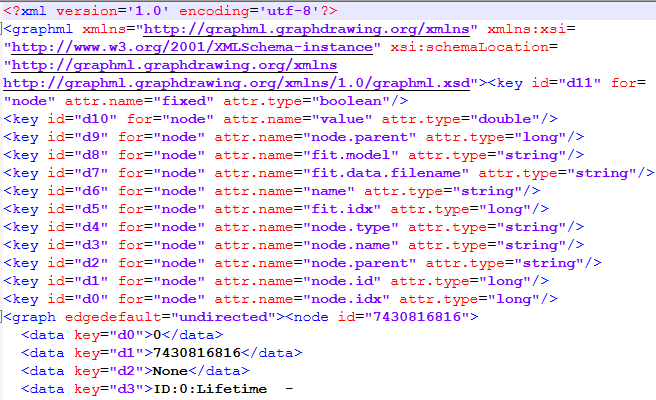 <?xml version='1.0' encoding='utf-8'?>
<graphml xmlns="http://graphml.graphdrawing.org/xmlns" xmlns:xsi=
"http://www.w3.org/2001/XMLSchema-instance" xsi:schemaLocation=
"http://graphml.graphdrawing.org/xmlns
http://graphml.graphdrawing.org/xmlns/1.0/graphml.xsd"><key id="d11" for=
"node" attr.name="fixed" attr.type="boolean"/>
<key id="d10" for="node" attr.name="value" attr.type="double"/>
<key id="d9" for="node" attr.name="node.parent" attr.type="long"/>
<key id="d8" for="node" attr.name="fit.model" attr.type="string"/>
<key id="d7" for="node" attr.name="fit.data.filename" attr.type="string"/>
<key id="d6" for="node" attr.name="name" attr.type="string"/>
<key id="d5" for="node" attr.name="fit.idx" attr.type="long"/>
<key id="d4" for="node" attr.name="node.type" attr.type="string"/>
<key id="d3" for="node" attr.name="node.name" attr.type="string"/>
<key id="d2" for="node" attr.name="node.parent" attr.type="string"/>
<key id="d1" for="node" attr.name="node.id" attr.type="long"/>
<key id="d0" for="node" attr.name="node.idx" attr.type="long"/>
<graph edgedefault="undirected"><node id="7430816816">
  <data key="d0">0</data>
  <data key="d1">7430816816</data>
  <data key="d2">None</data>
  <data key="d3">ID:0:Lifetime  -